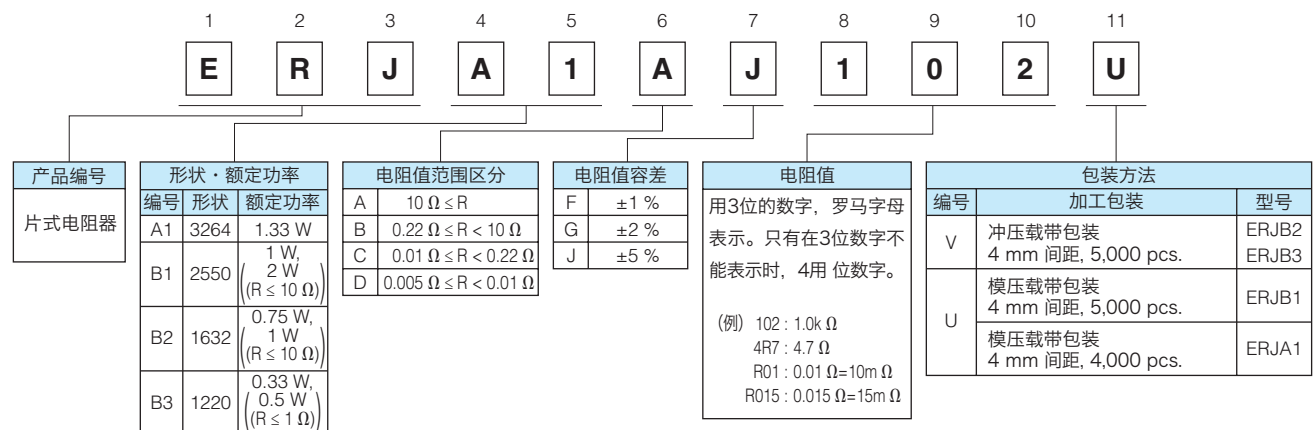 1 2 3 4 5 6 7 8 9 10 11
E R J A 1 A J 1 0 2 U
产品编号
片式电阻器
形状・额定功率
编号 形状 额定功率
A1 3264 1.33 W
B1 2550 1 W,
2 W
(R ≤ 10 Ω)
B2 1632 0.75 W,
1 W
(R ≤ 10 Ω)
B3 1220 0.33 W,
0.5 W
(R ≤ 1 Ω)
电阻值范围区分
A 10 Ω ≤ R
B 0.22 Ω ≤ R < 10 Ω
C 0.01 Ω ≤ R < 0.22 Ω
D 0.005 Ω ≤ R < 0.01 Ω
电阻值容差
F ±1 %
G ±2 %
J ±5 %
电阻值
用3位的数字，罗马字母
表示。只有在3位数字不
能表示时，4用 位数字。
（例）102 : 1.0k Ω
4R7 : 4.7 Ω
R01 : 0.01 Ω=10m Ω
R015 : 0.015 Ω=15m Ω
包装方法
编号 加工包装 型号
V 冲压载带包装 ERJB2
4 mm 间距, 5,000 pcs. ERJB3
U 模压载带包装
4 mm 间距, 5,000 pcs. ERJB1
模压载带包装
4 mm 间距, 4,000 pcs. ERJA1